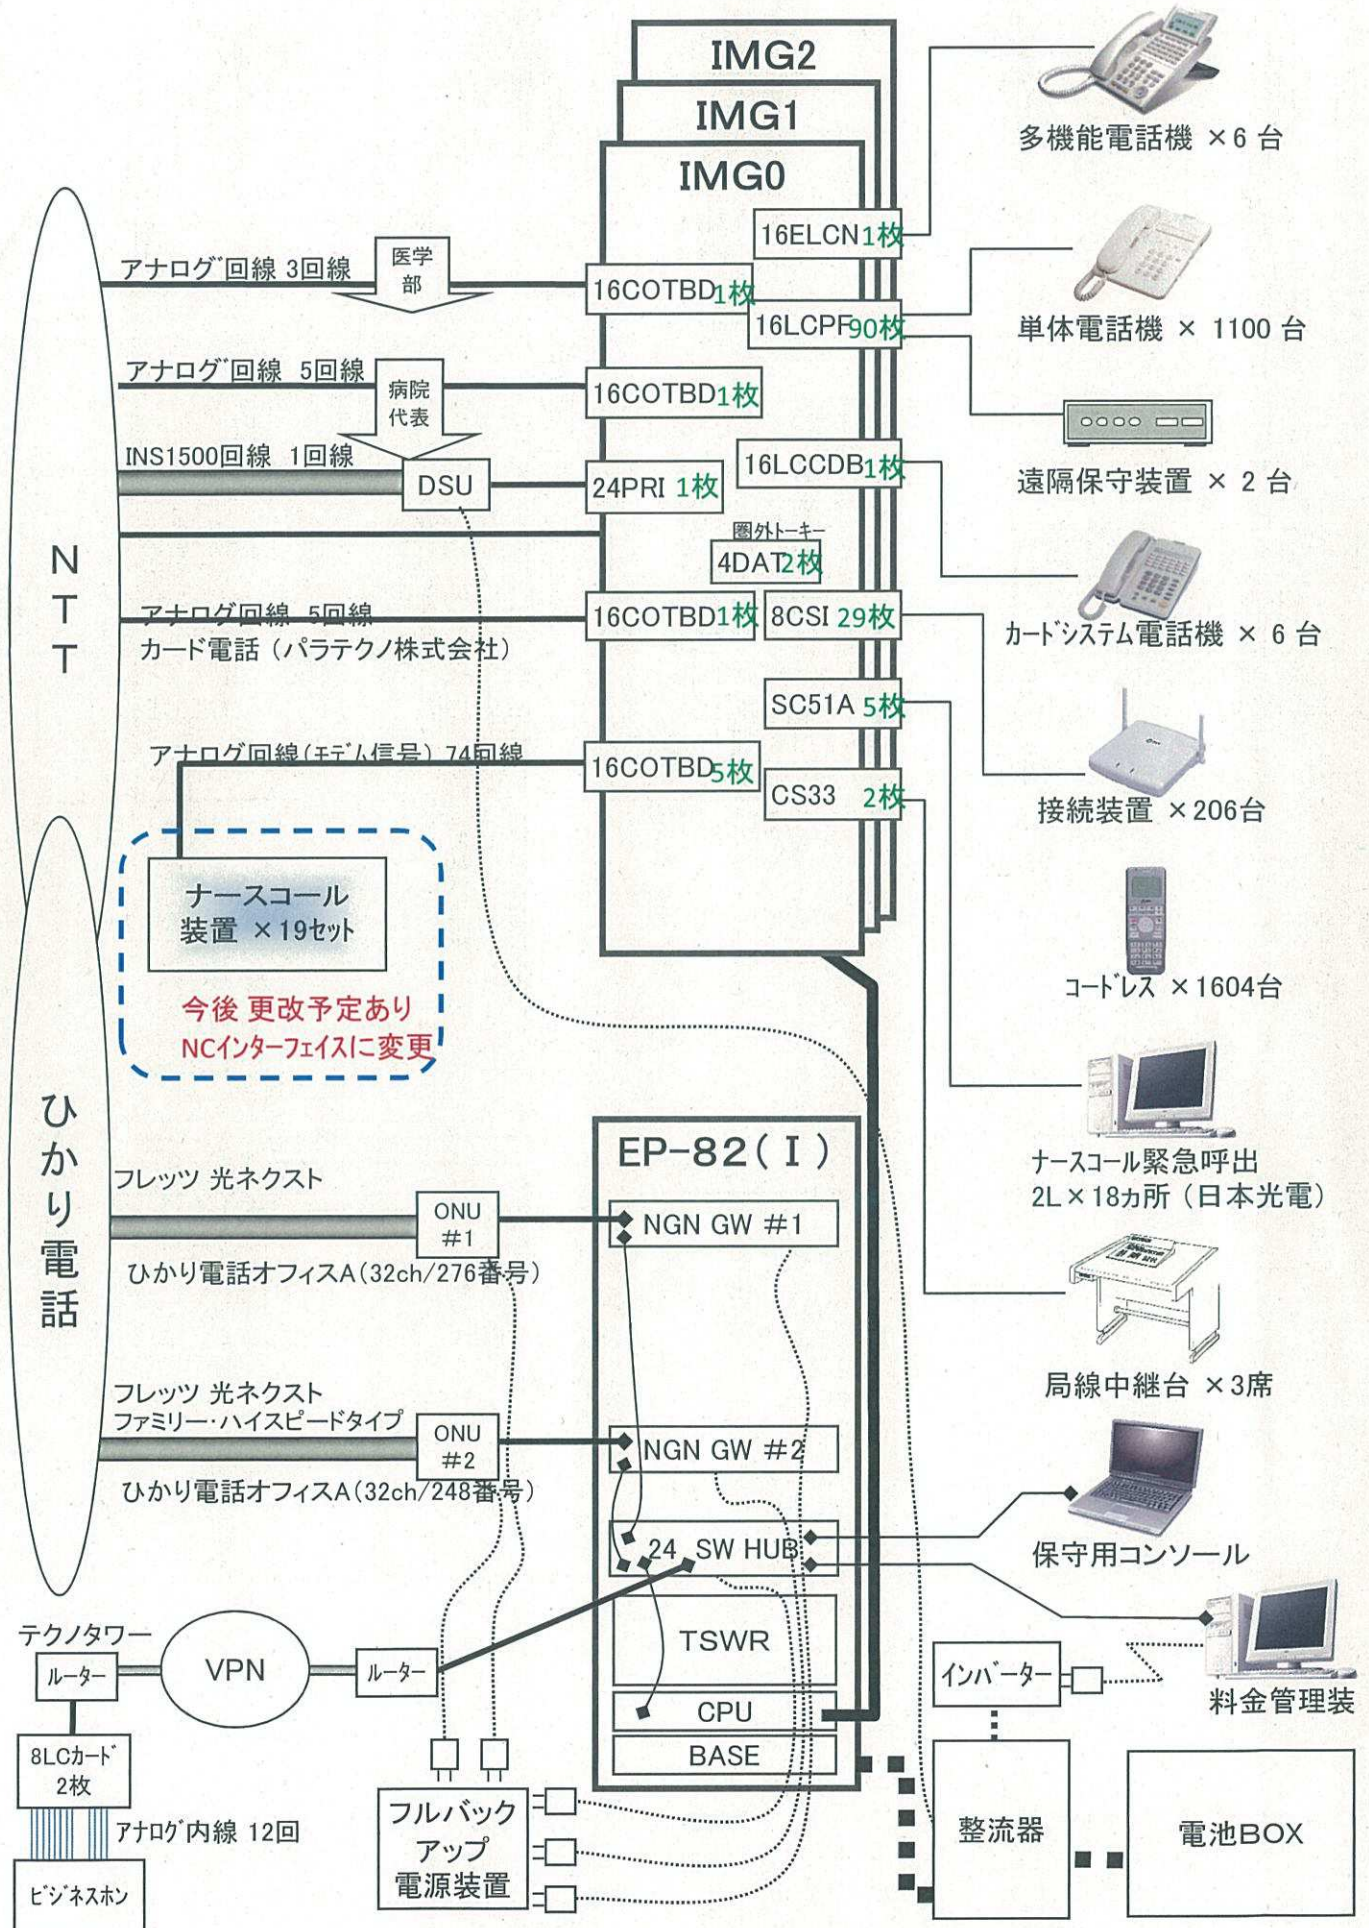 IMG2
IMG1
IMG0
多機能電話機 ×6 台
16ELCN1枚
アナログ回線 3回線
医学
部
16COTBD1枚
16LCPF90枚
単体電話機 × 1100 台
アナログ回線 5回線
病院
代表
16COTBD1枚
INS1500回線 1回線
DSU
24PRI 1枚
16LCCDB1枚
遠隔保守装置 × 2 台
圏外トーキー
4DAT2枚
NTT
アナログ回線 5回線
カード電話（パラテクノ株式会社）
16COTBD1枚
8CSI 29枚
カードシステム電話機 × 6 台
SC51A 5枚
アナログ回線(モデム信号) 74回線
16COTBD5枚
CS33 2枚
接続装置 ×206台
ナースコール
装置 ×19セット
今後 更改予定あり
NCインターフェイスに変更
コードレス ×1604台
ひかり電話
EP-82(Ⅰ)
ナースコール緊急呼出
2L×18ヵ所（日本光電）
フレッツ 光ネクスト
ONU
#1
NGN GW #1
ひかり電話オフィスA(32ch/276番号)
局線中継台 ×3席
フレッツ 光ネクスト
ファミリー・ハイスピードタイプ
ONU
#2
NGN GW #2
ひかり電話オフィスA(32ch/248番号)
24 SW HUB
保守用コンソール
テクノタワー
ルーター
VPN
ルーター
TSWR
インバーター
料金管理装
CPU
BASE
8LCカード
2枚
アナログ内線 12回
ビジネスホン
フルバック
アップ
電源装置
整流器
電池BOX